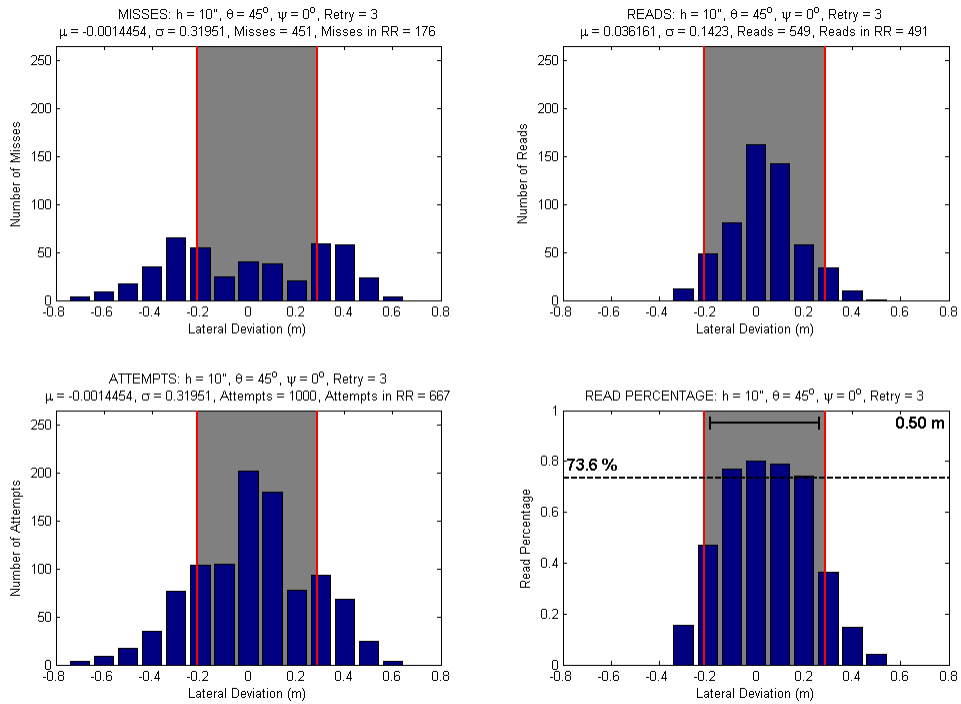 MISSES: h = 10", θ = 45º, ψ = 0º, Retry = 3
μ = -0.0014454, σ = 0.31951, Misses = 451, Misses in RR = 176
250
200
150
100
50
0
Number of Misses
-0.8 -0.6 -0.4 -0.2 0 0.2 0.4 0.6 0.8
Lateral Deviation (m)
READS: h = 10", θ = 45º, ψ = 0º, Retry = 3
μ = 0.036161, σ = 0.1423, Reads = 549, Reads in RR = 491
250
200
150
100
50
0
Number of Reads
-0.8 -0.6 -0.4 -0.2 0 0.2 0.4 0.6 0.8
Lateral Deviation (m)
ATTEMPTS: h = 10", θ = 45º, ψ = 0º, Retry = 3
μ = -0.0014454, σ = 0.31951, Attempts = 1000, Attempts in RR = 667
250
200
150
100
50
0
Number of Attempts
-0.8 -0.6 -0.4 -0.2 0 0.2 0.4 0.6 0.8
Lateral Deviation (m)
READ PERCENTAGE: h = 10", θ = 45º, ψ = 0º, Retry = 3
1
0.8
0.6
0.4
0.2
0
Read Percentage
0.50 m
73.6 %
-0.8 -0.6 -0.4 -0.2 0 0.2 0.4 0.6 0.8
Lateral Deviation (m)